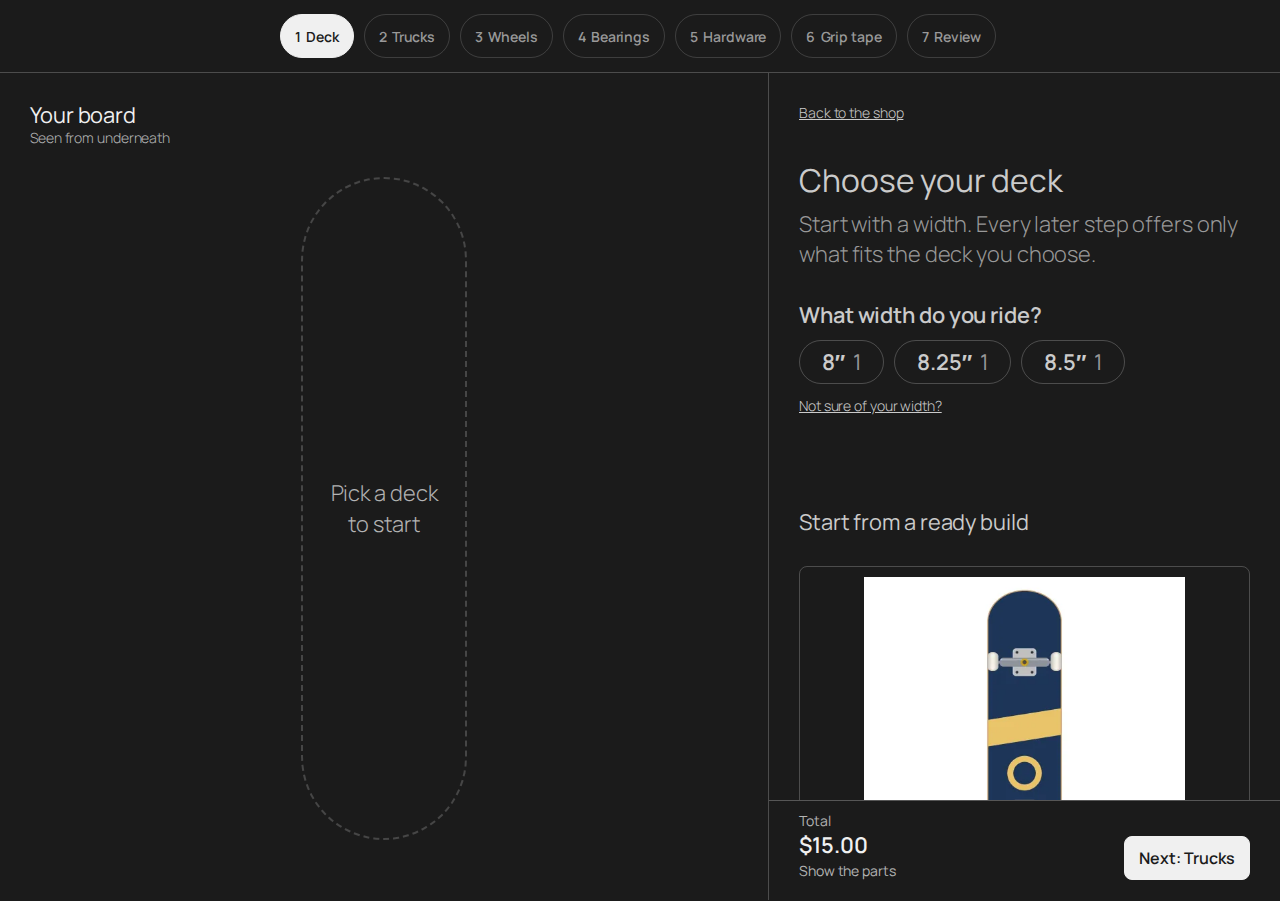 1 Deck
2 Trucks
3 Wheels
4 Bearings
5 Hardware
6 Grip tape
7 Review
Your board
Seen from underneath
Pick a deck
to start
Back to the shop
Choose your deck
Start with a width. Every later step offers only
what fits the deck you choose.
What width do you ride?
8″ 1
8.25″ 1
8.5″ 1
Not sure of your width?
Start from a ready build
Total
$15.00
Show the parts
Next: Trucks